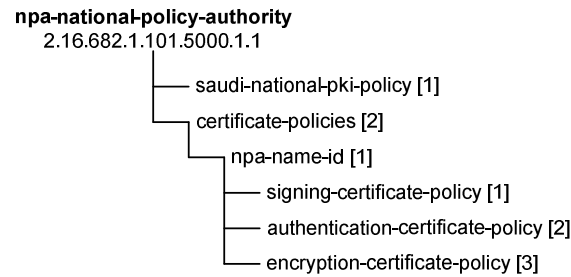 npa-national-policy-authority
2.16.682.1.101.5000.1.1
saudi-national-pki-policy [1]
certificate-policies [2]
npa-name-id [1]
signing-certificate-policy [1]
authentication-certificate-policy [2]
encryption-certificate-policy [3]